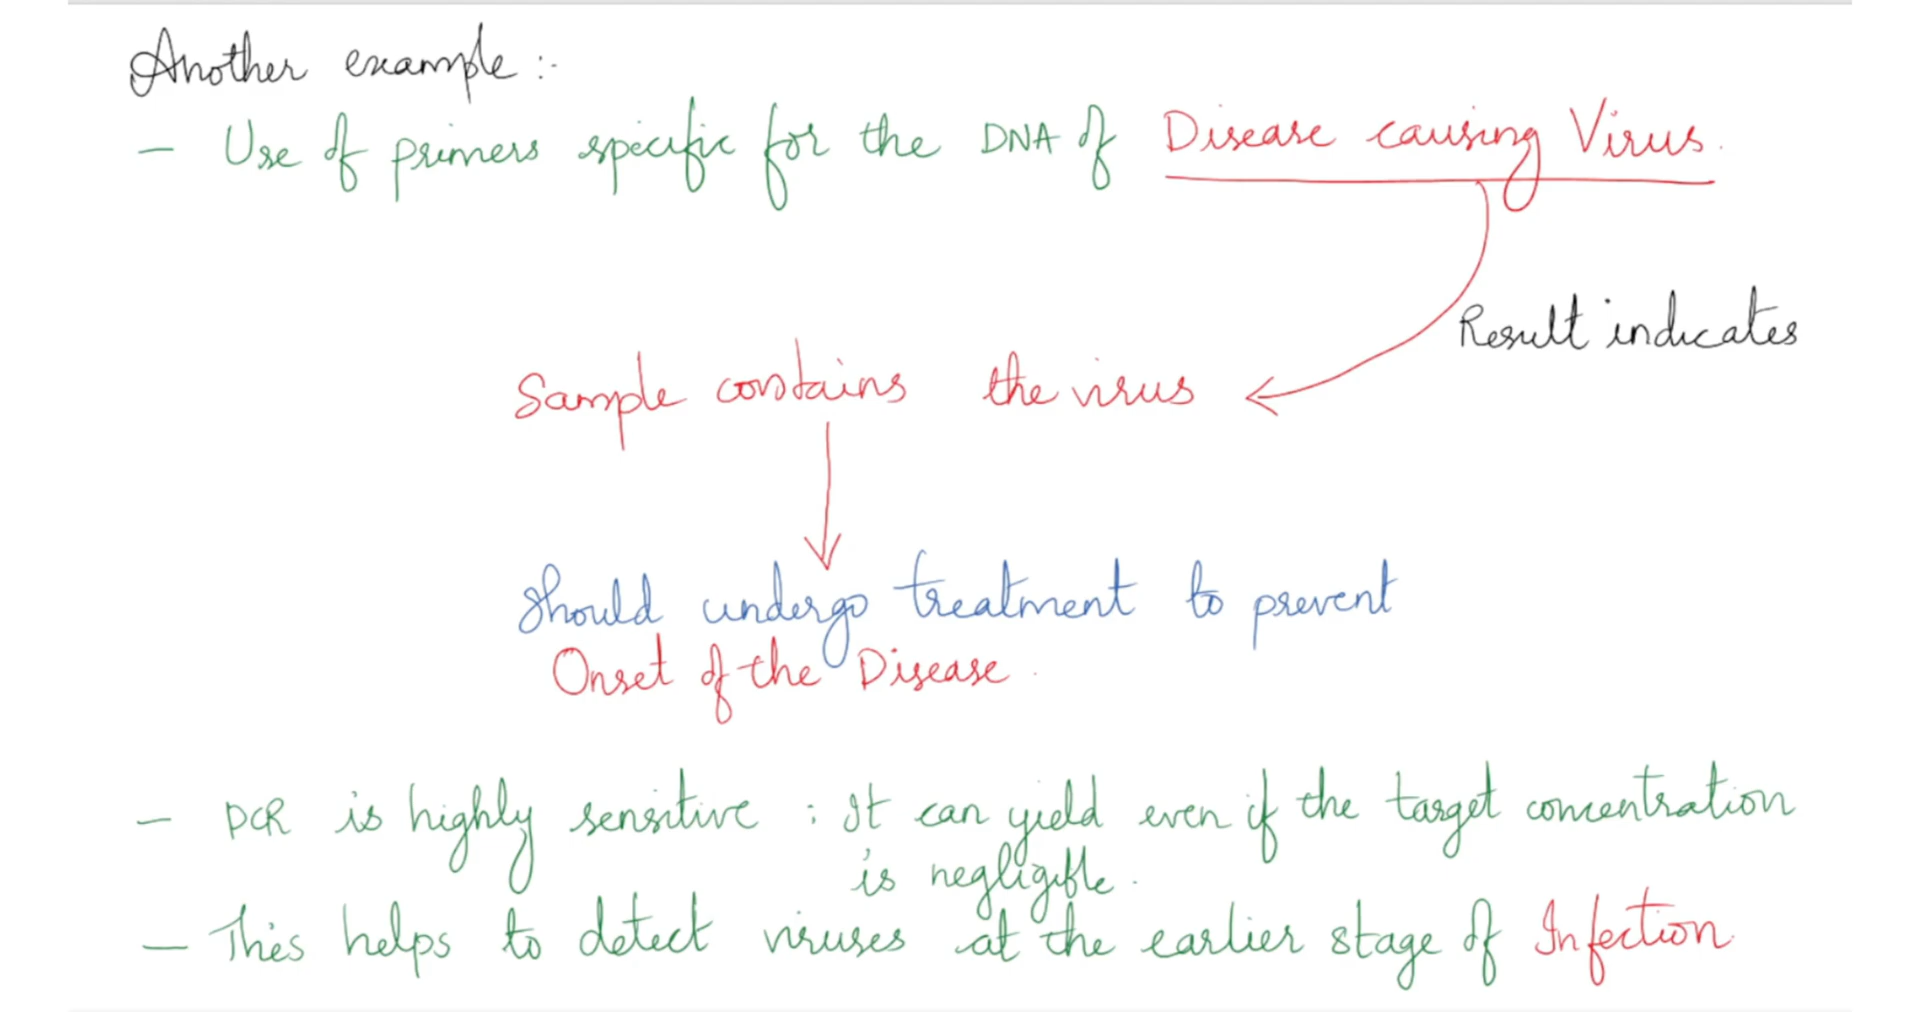 Another example :-
- Use of primers specific for the DNA of Disease causing Virus.
Result indicates
Sample contains the virus
Should undergo treatment to prevent
Onset of the Disease.
- PCR is highly sensitive : It can yield even if the target concentration
is negligible.
- This helps to detect viruses at the earlier stage of Infection